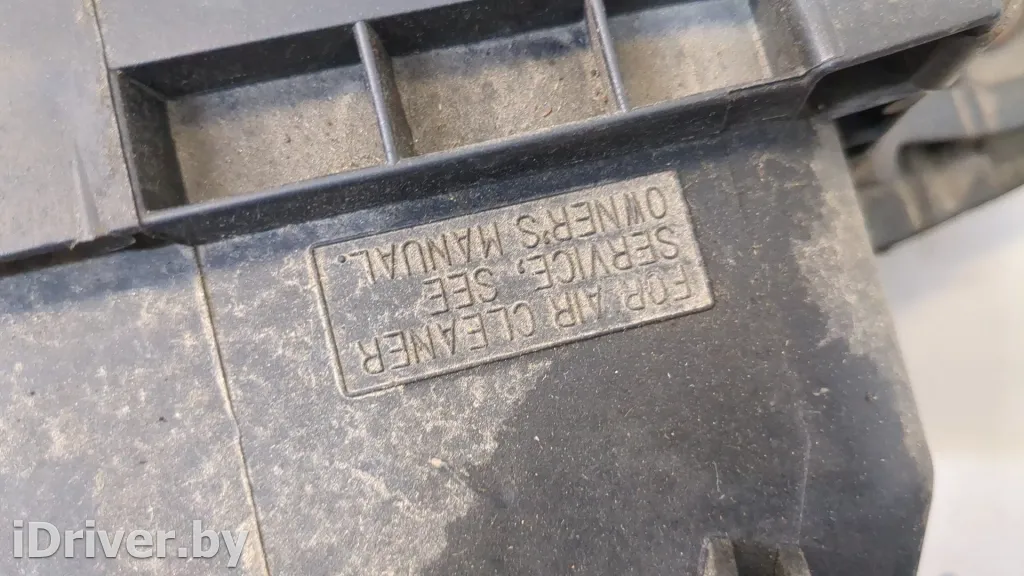 FOR AIR CLEANER
SERVICE, SEE
OWNER'S MANUAL.
iDriver.by